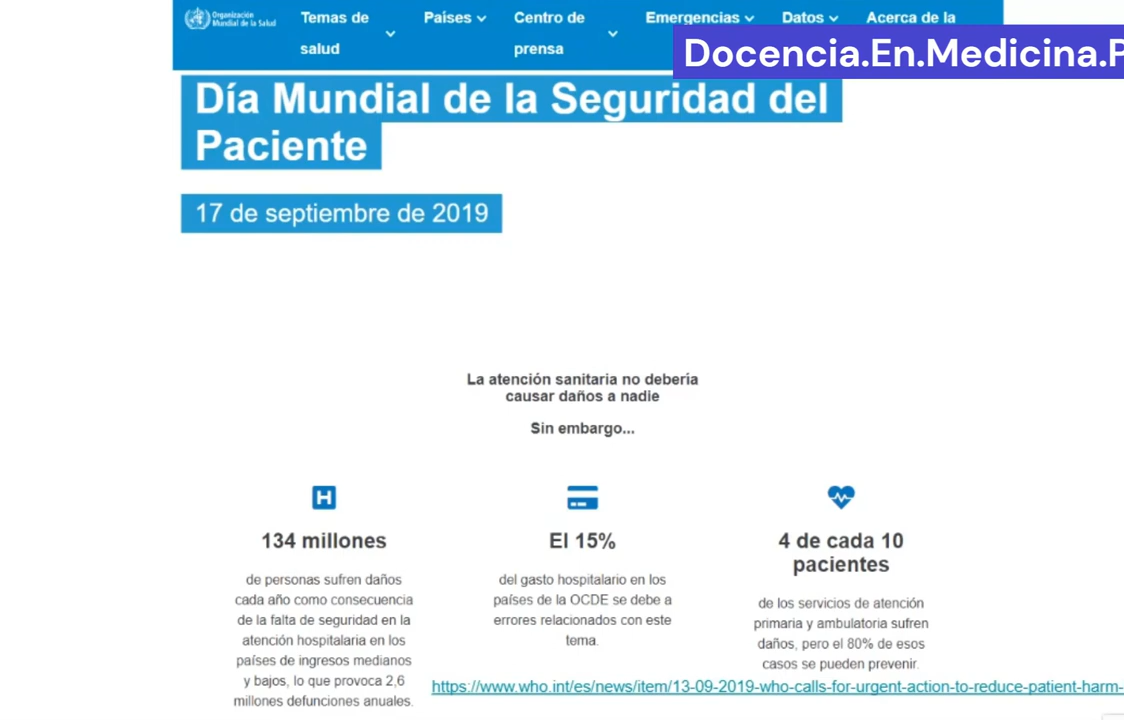 Organización
Mundial de la Salud
Temas de
salud
Países
Centro de
prensa
Emergencias
Datos
Acerca de la
Docencia.En.Medicina.P
Día Mundial de la Seguridad del
Paciente
17 de septiembre de 2019
La atención sanitaria no debería
causar daños a nadie
Sin embargo...
H
134 millones
de personas sufren daños
cada año como consecuencia
de la falta de seguridad en la
atención hospitalaria en los
países de ingresos medianos
y bajos, lo que provoca 2,6
millones defunciones anuales.
El 15%
del gasto hospitalario en los
países de la OCDE se debe a
errores relacionados con este
tema.
4 de cada 10
pacientes
de los servicios de atención
primaria y ambulatoria sufren
daños, pero el 80% de esos
casos se pueden prevenir.
https://www.who.int/es/news/item/13-09-2019-who-calls-for-urgent-action-to-reduce-patient-harm-